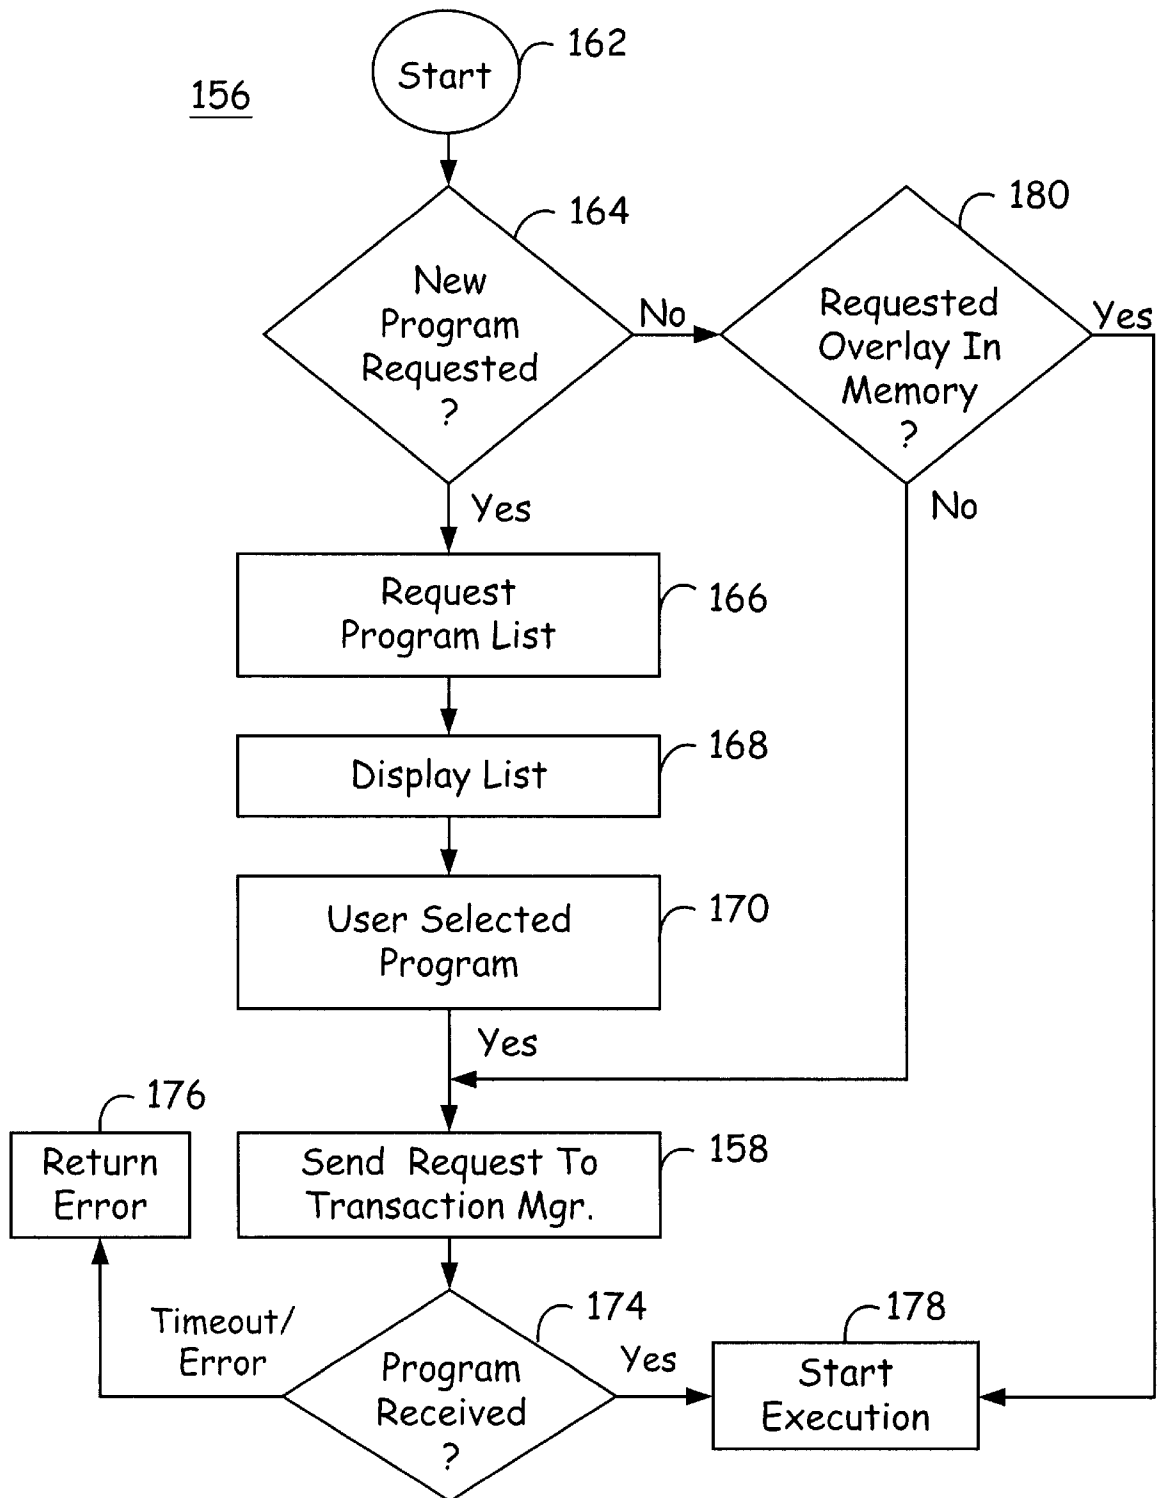 162
Start
156
164
New
Program
Requested
?
No
180
Requested
Overlay In
Memory
?
Yes
Yes
No
Request
Program List
166
Display List
168
User Selected
Program
170
Yes
176
Return
Error
Send Request To
Transaction Mgr.
158
Timeout/
Error
174
Program
Received
?
Yes
178
Start
Execution